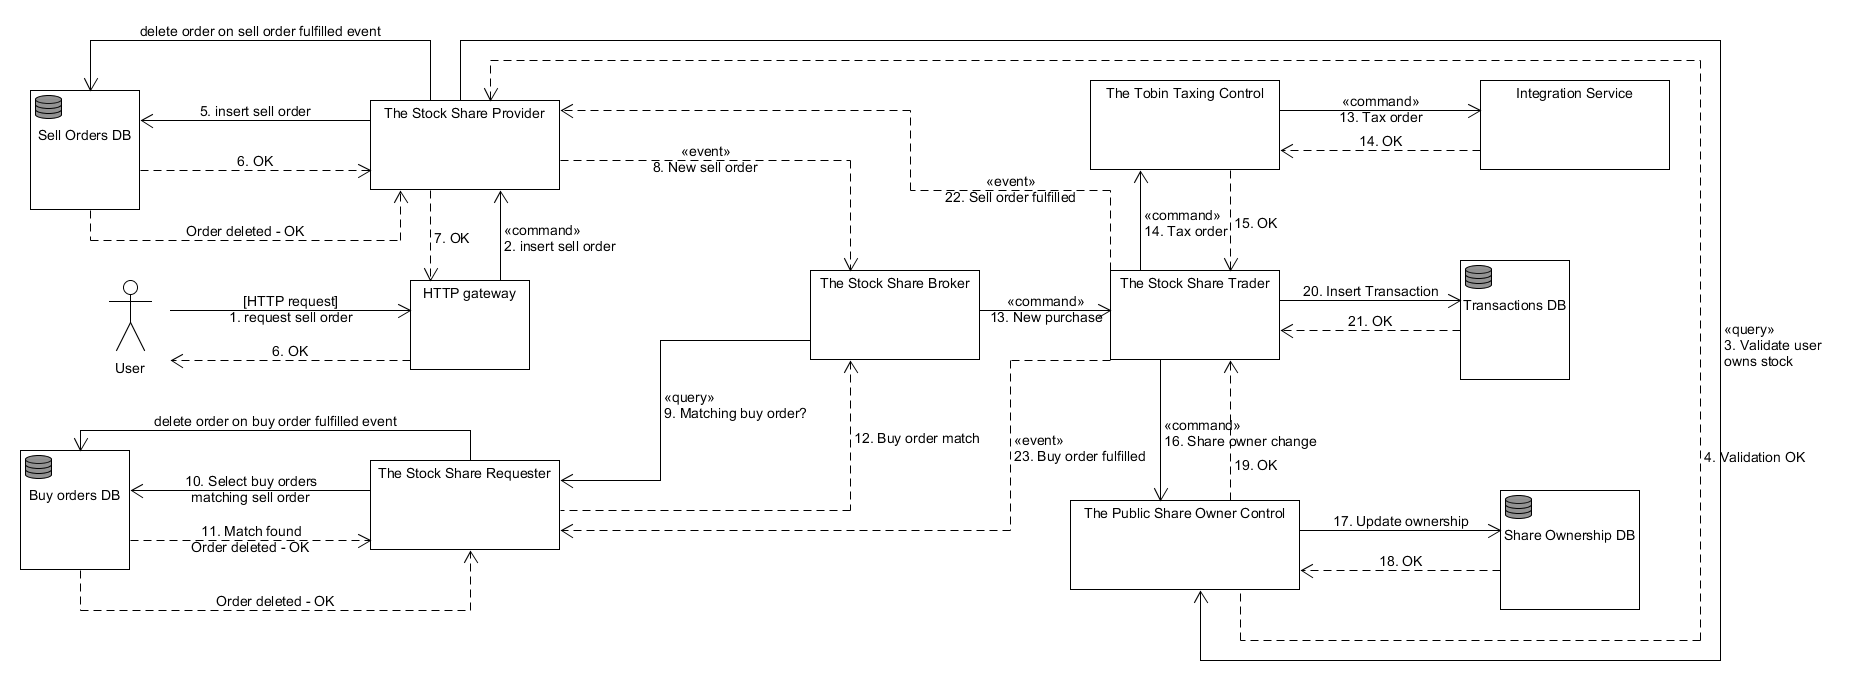 delete order on sell order fulfilled event
Sell Orders DB
5. insert sell order
6. OK
Order deleted - OK
The Stock Share Provider
«event»
8. New sell order
7. OK
«command»
2. insert sell order
User
[HTTP request]
1. request sell order
6. OK
HTTP gateway
delete order on buy order fulfilled event
Buy orders DB
10. Select buy orders
matching sell order
11. Match found
Order deleted - OK
Order deleted - OK
The Stock Share Requester
«query»
9. Matching buy order?
12. Buy order match
The Stock Share Broker
«command»
13. New purchase
«event»
22. Sell order fulfilled
«event»
23. Buy order fulfilled
The Tobin Taxing Control
«command»
13. Tax order
14. OK
Integration Service
«command»
14. Tax order
15. OK
The Stock Share Trader
20. Insert Transaction
21. OK
Transactions DB
«command»
16. Share owner change
19. OK
The Public Share Owner Control
17. Update ownership
18. OK
Share Ownership DB
«query»
3. Validate user
owns stock
4. Validation OK